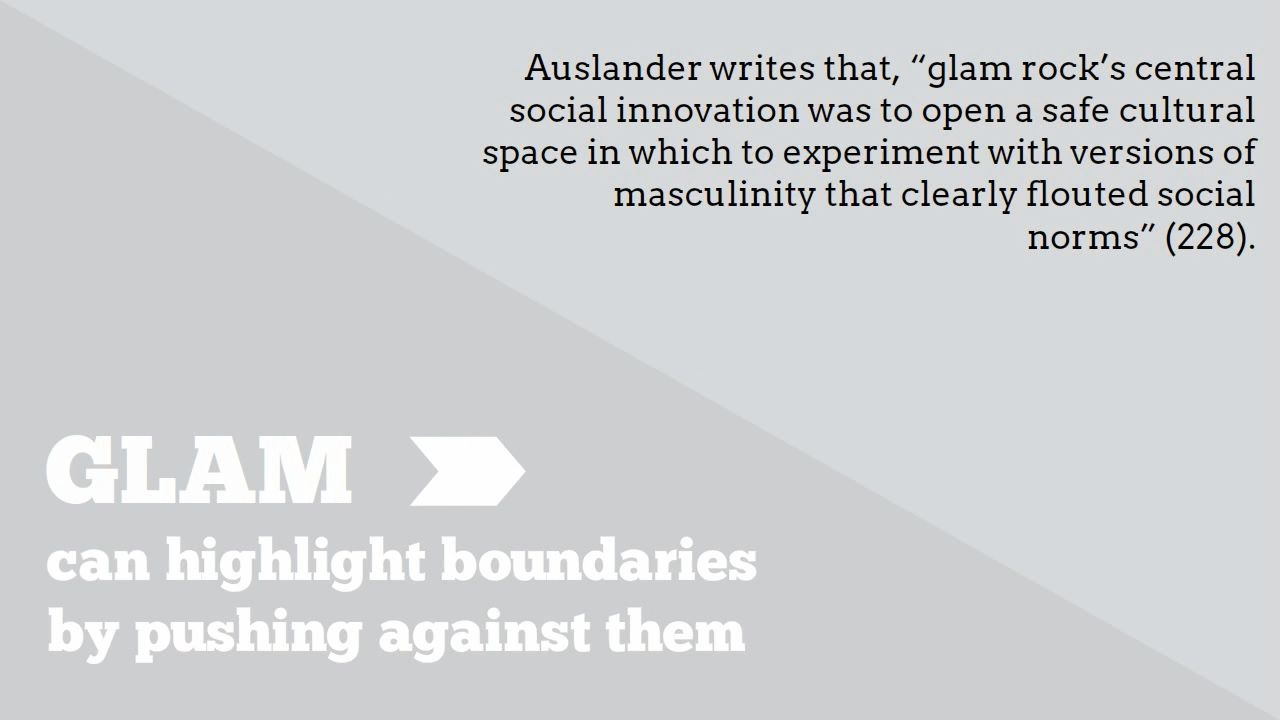 Auslander writes that, “glam rock’s central
social innovation was to open a safe cultural
space in which to experiment with versions of
masculinity that clearly flouted social
norms” (228).
GLAM
can highlight boundaries
by pushing against them